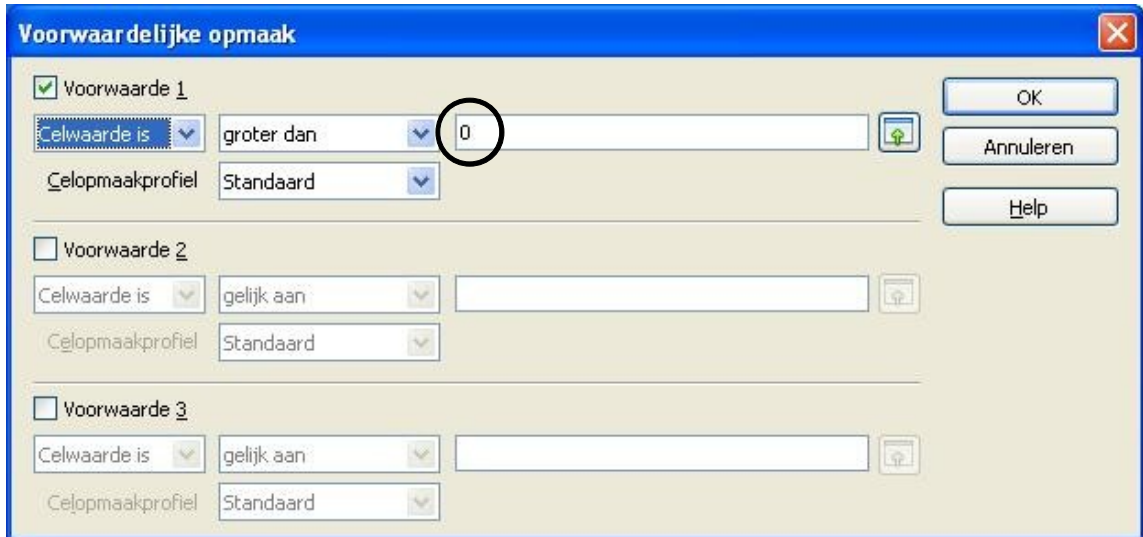 Voorwaardelijke opmaak
Voorwaarde 1
OK
Celwaarde is groter dan 0
Annuleren
Celopmaakprofiel Standaard
Help
Voorwaarde 2
Celwaarde is gelijk aan
Celopmaakprofiel Standaard
Voorwaarde 3
Celwaarde is gelijk aan
Celopmaakprofiel Standaard